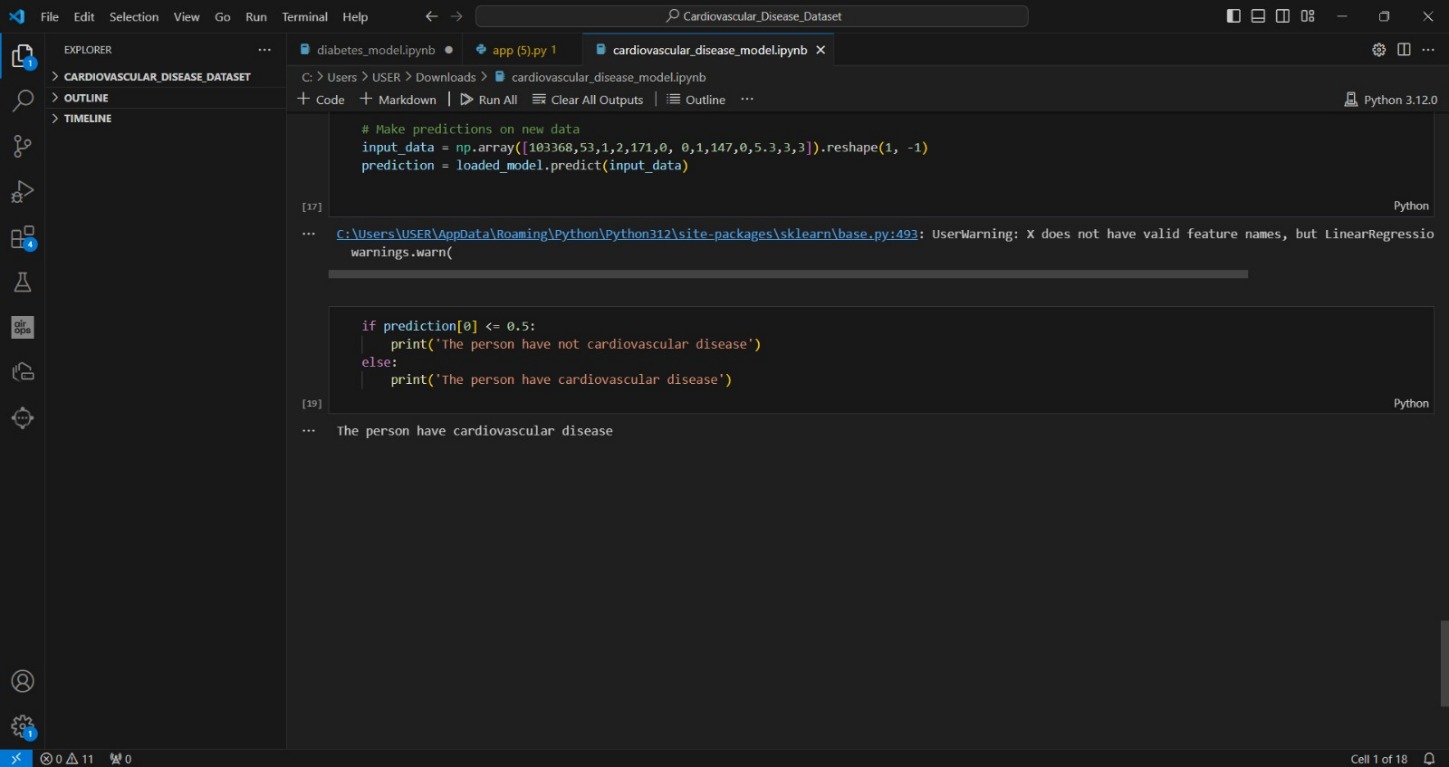 File Edit Selection View Go Run Terminal Help
Cardiovascular_Disease_Dataset
EXPLORER
CARDIOVASCULAR_DISEASE_DATASET
OUTLINE
TIMELINE
diabetes_model.ipynb
app (5).py 1
cardiovascular_disease_model.ipynb
C: > Users > USER > Downloads > cardiovascular_disease_model.ipynb
+ Code + Markdown | Run All Clear All Outputs | Outline ...
Python 3.12.0
# Make predictions on new data
input_data = np.array([103368,53,1,2,171,0, 0,1,147,0,5.3,3,3]).reshape(1, -1)
prediction = loaded_model.predict(input_data)
[17]
Python
C:\Users\USER\AppData\Roaming\Python\Python312\site-packages\sklearn\base.py:493: UserWarning: X does not have valid feature names, but LinearRegressio
warnings.warn(
if prediction[0] <= 0.5:
print('The person have not cardiovascular disease')
else:
print('The person have cardiovascular disease')
[19]
Python
The person have cardiovascular disease
air
ops
1
4
1
0 11 0
Cell 1 of 18